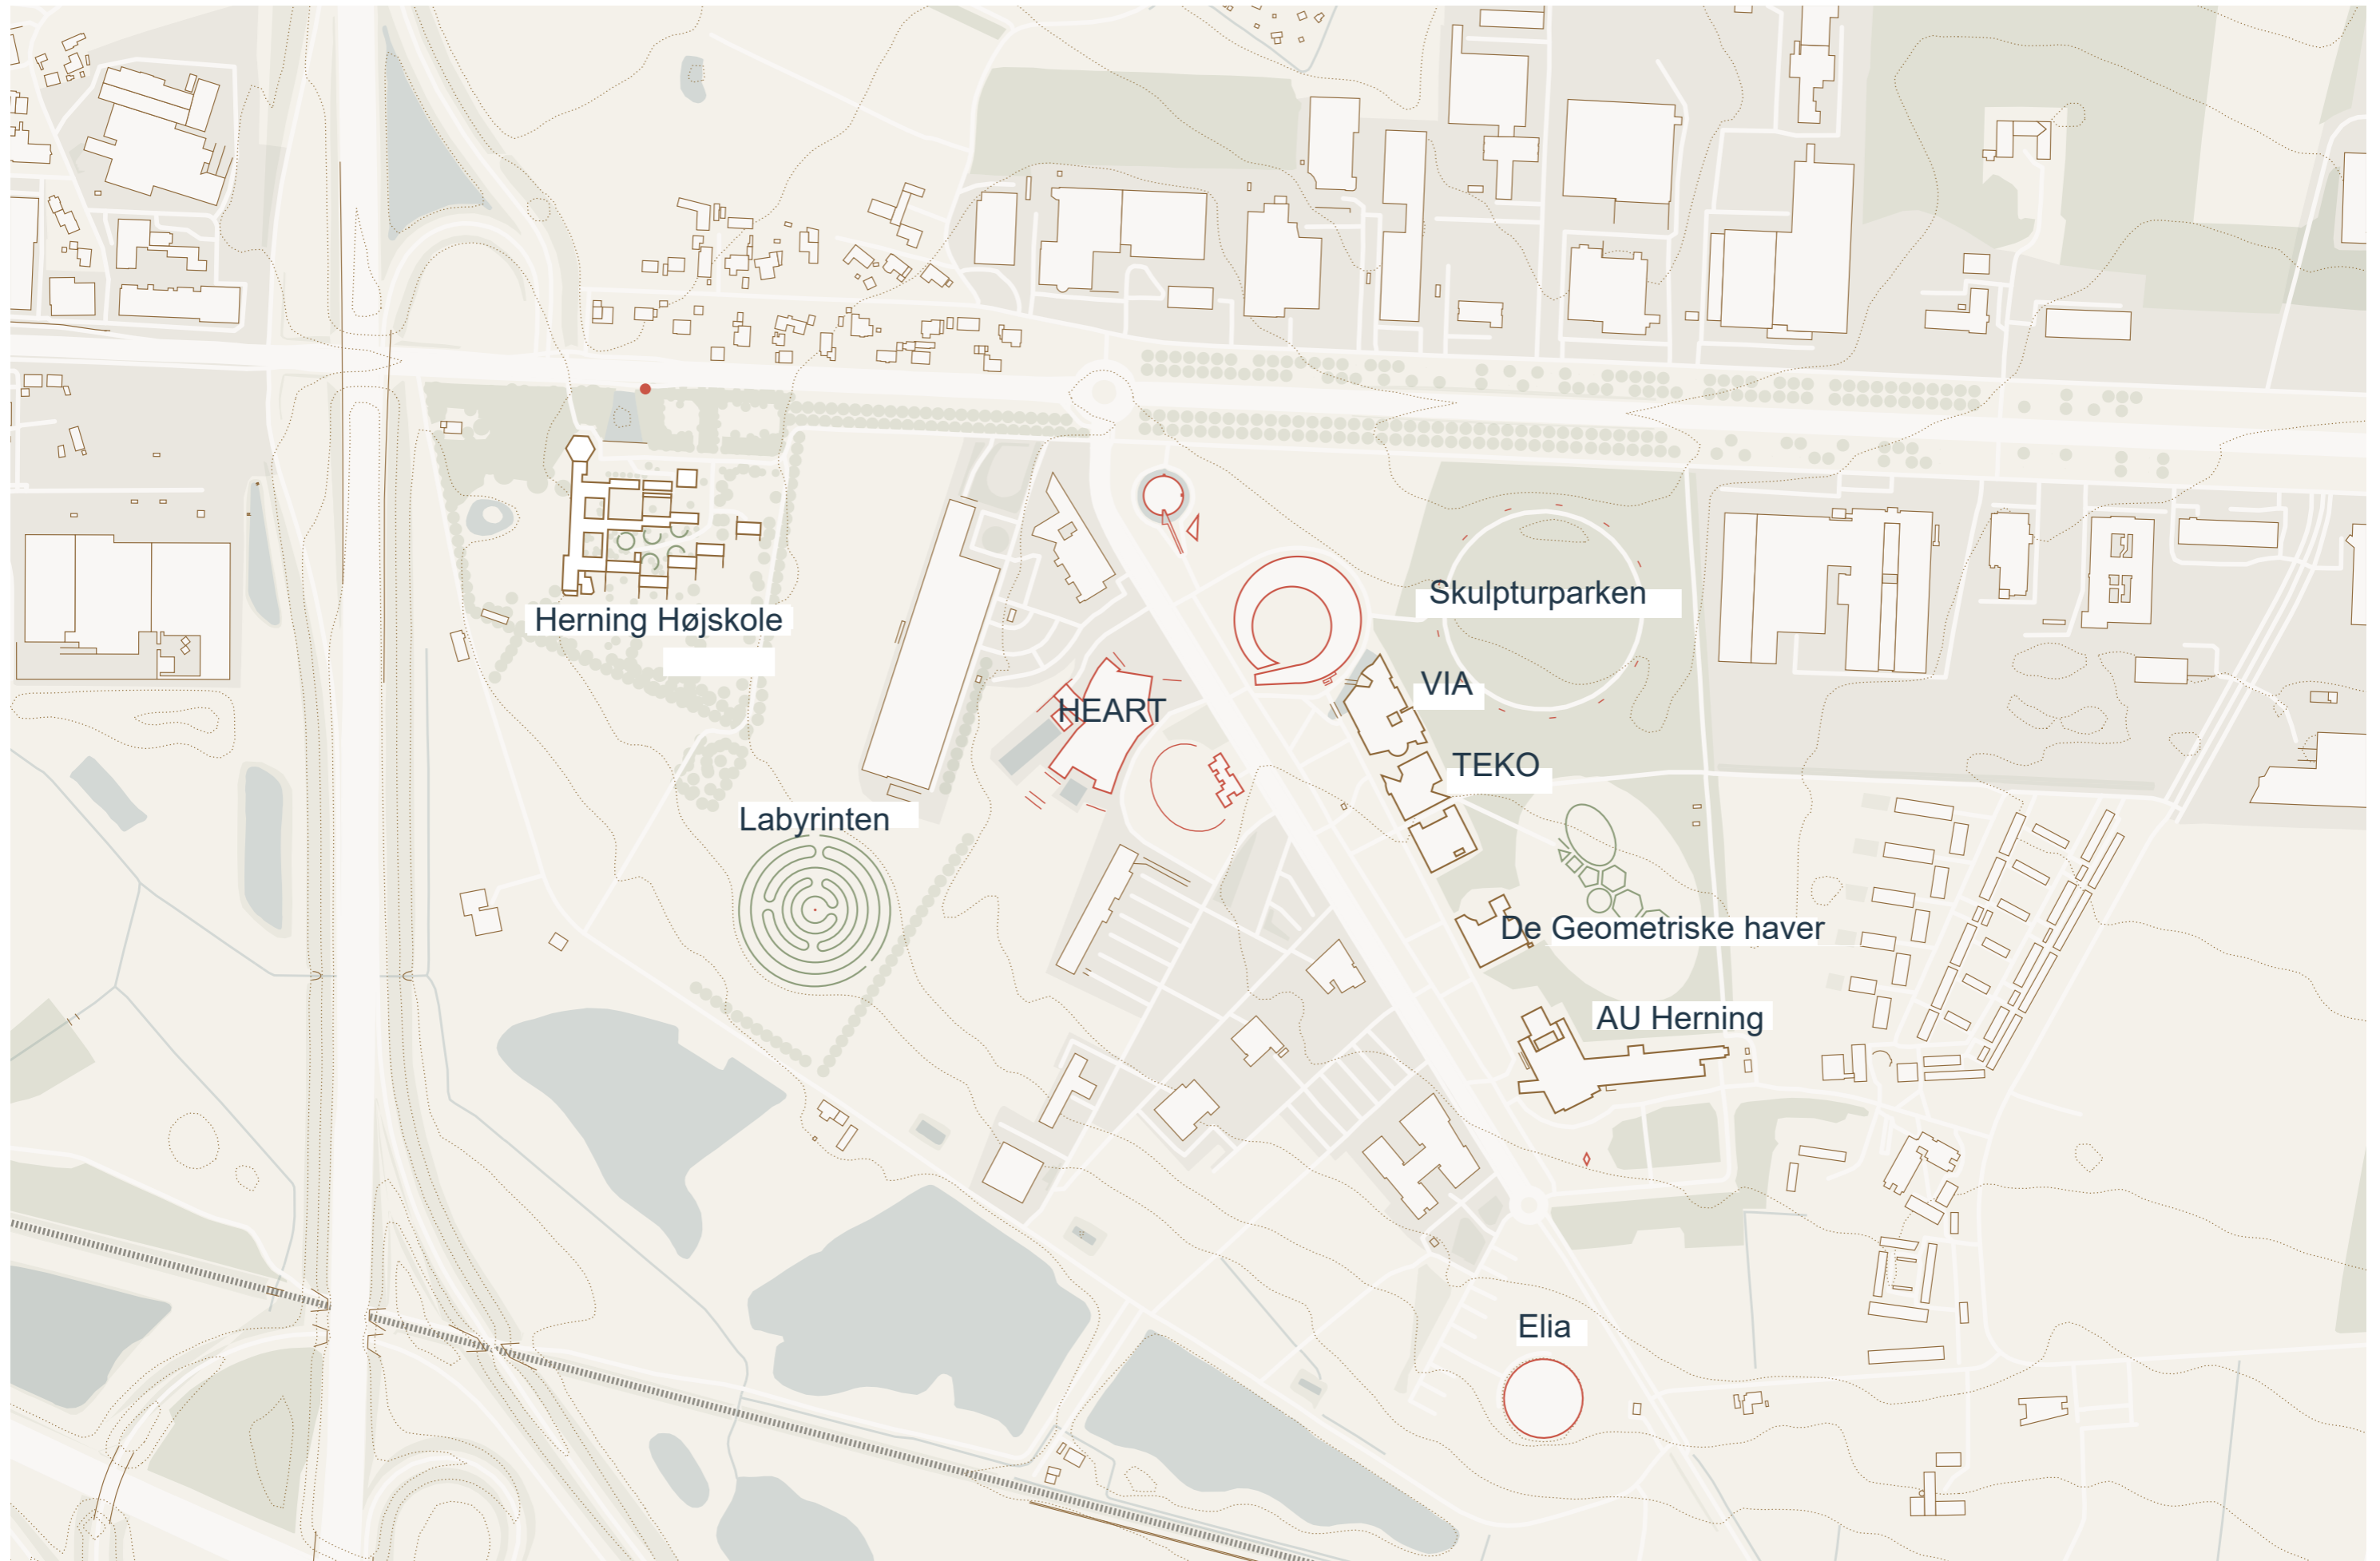 Skulpturparken
Herning Højskole
VIA
HEART
TEKO
Labyrinten
De Geometriske haver
AU Herning
Elia